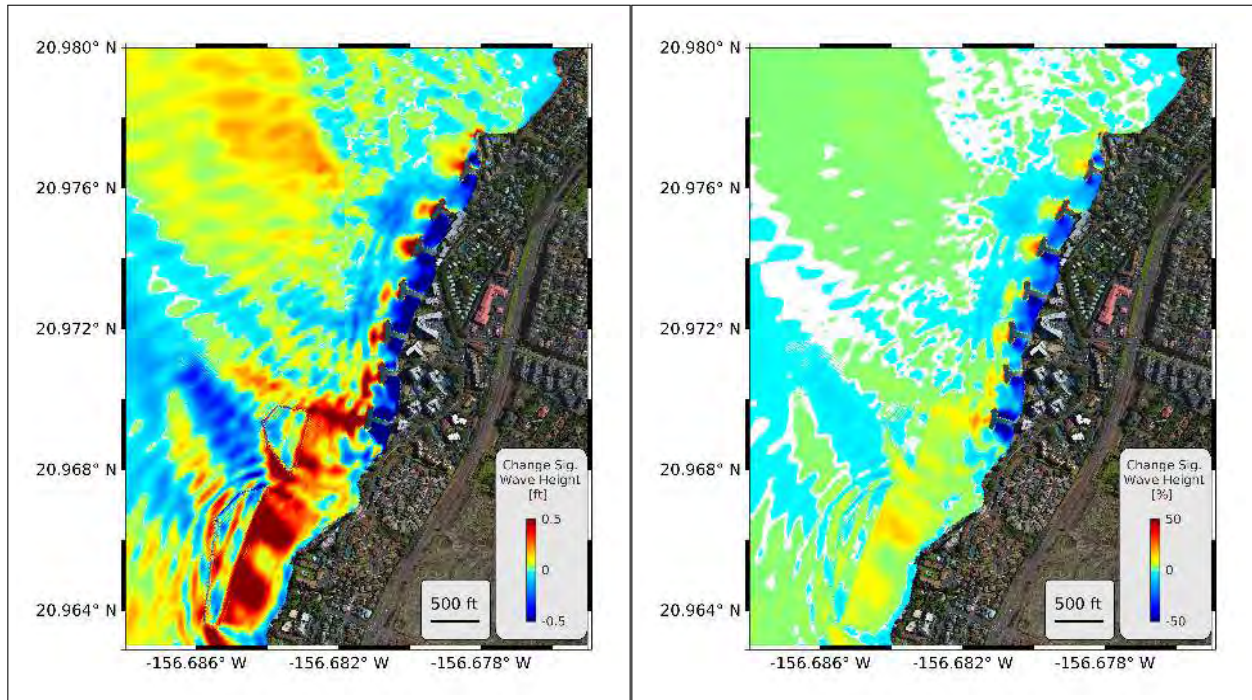 20.980° N
20.976° N
20.972° N
20.968° N
20.964° N
-156.686° W
-156.682° W
-156.678° W
500 ft
Change Sig.
Wave Height
[ft]
0.5
0
-0.5
20.980° N
20.976° N
20.972° N
20.968° N
20.964° N
-156.686° W
-156.682° W
-156.678° W
500 ft
Change Sig.
Wave Height
[%]
50
0
-50